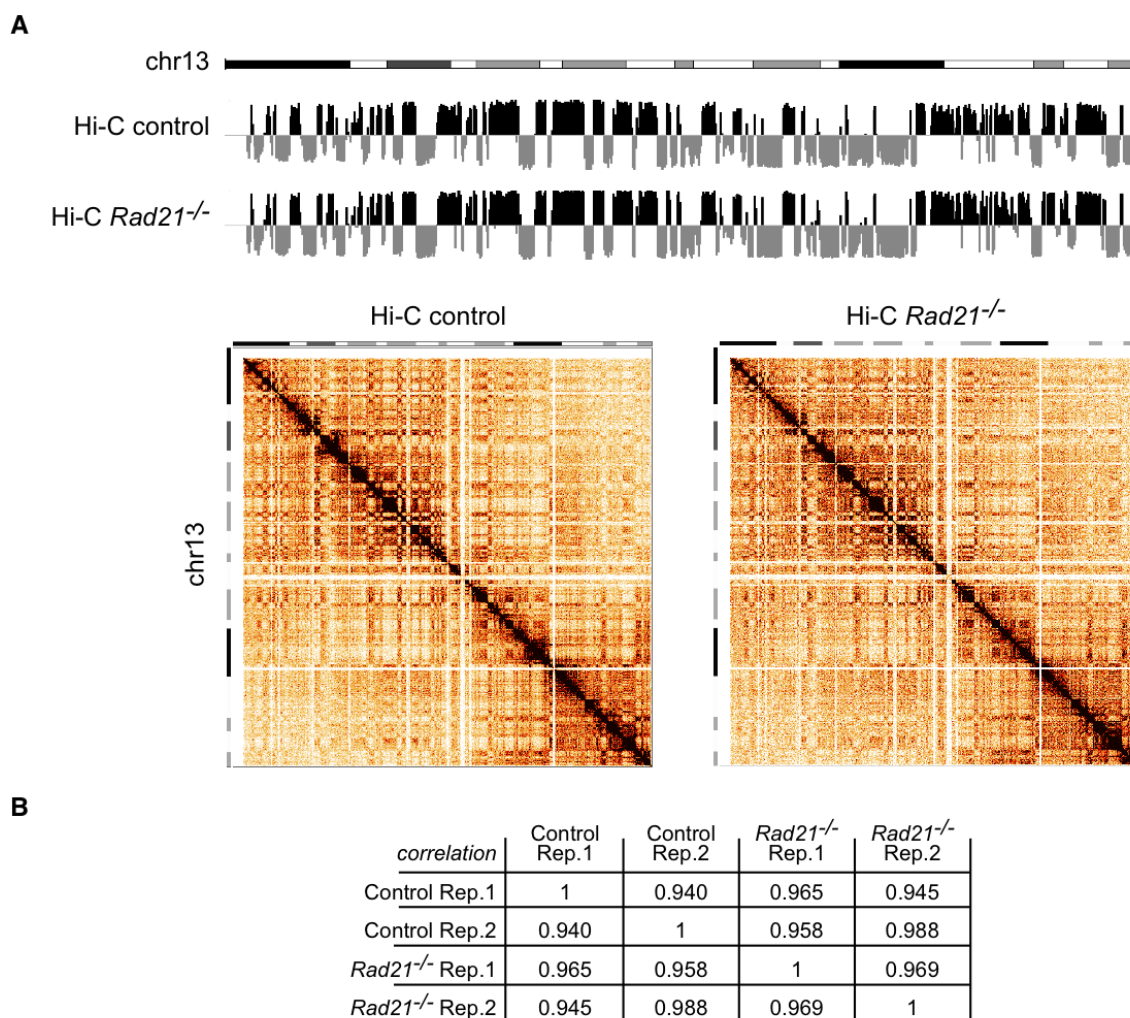 A
chr13
Hi-C control
Hi-C Rad21-/-
Hi-C control
Hi-C Rad21-/-
chr13
B
correlation Control Rep.1 Control Rep.2 Rad21-/- Rep.1 Rad21-/- Rep.2
Control Rep.1 1 0.940 0.965 0.945
Control Rep.2 0.940 1 0.958 0.988
Rad21-/- Rep.1 0.965 0.958 1 0.969
Rad21-/- Rep.2 0.945 0.988 0.969 1